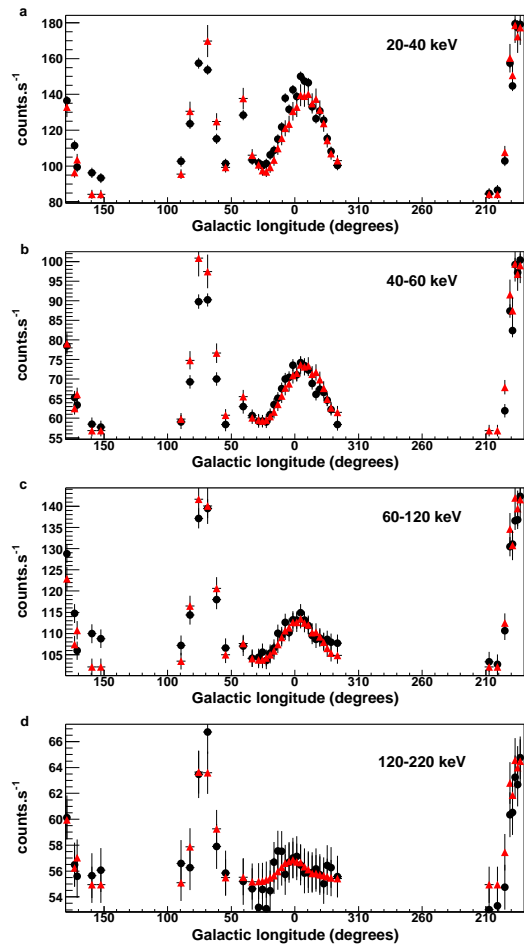 a
20-40 keV
counts.s-1
180
160
140
120
100
80
150 100 50 0 310 260 210
Galactic longitude (degrees)
b
40-60 keV
counts.s-1
100
95
90
85
80
75
70
65
60
55
150 100 50 0 310 260 210
Galactic longitude (degrees)
c
60-120 keV
counts.s-1
140
135
130
125
120
115
110
105
150 100 50 0 310 260 210
Galactic longitude (degrees)
d
120-220 keV
counts.s-1
66
64
62
60
58
56
54
150 100 50 0 310 260 210
Galactic longitude (degrees)